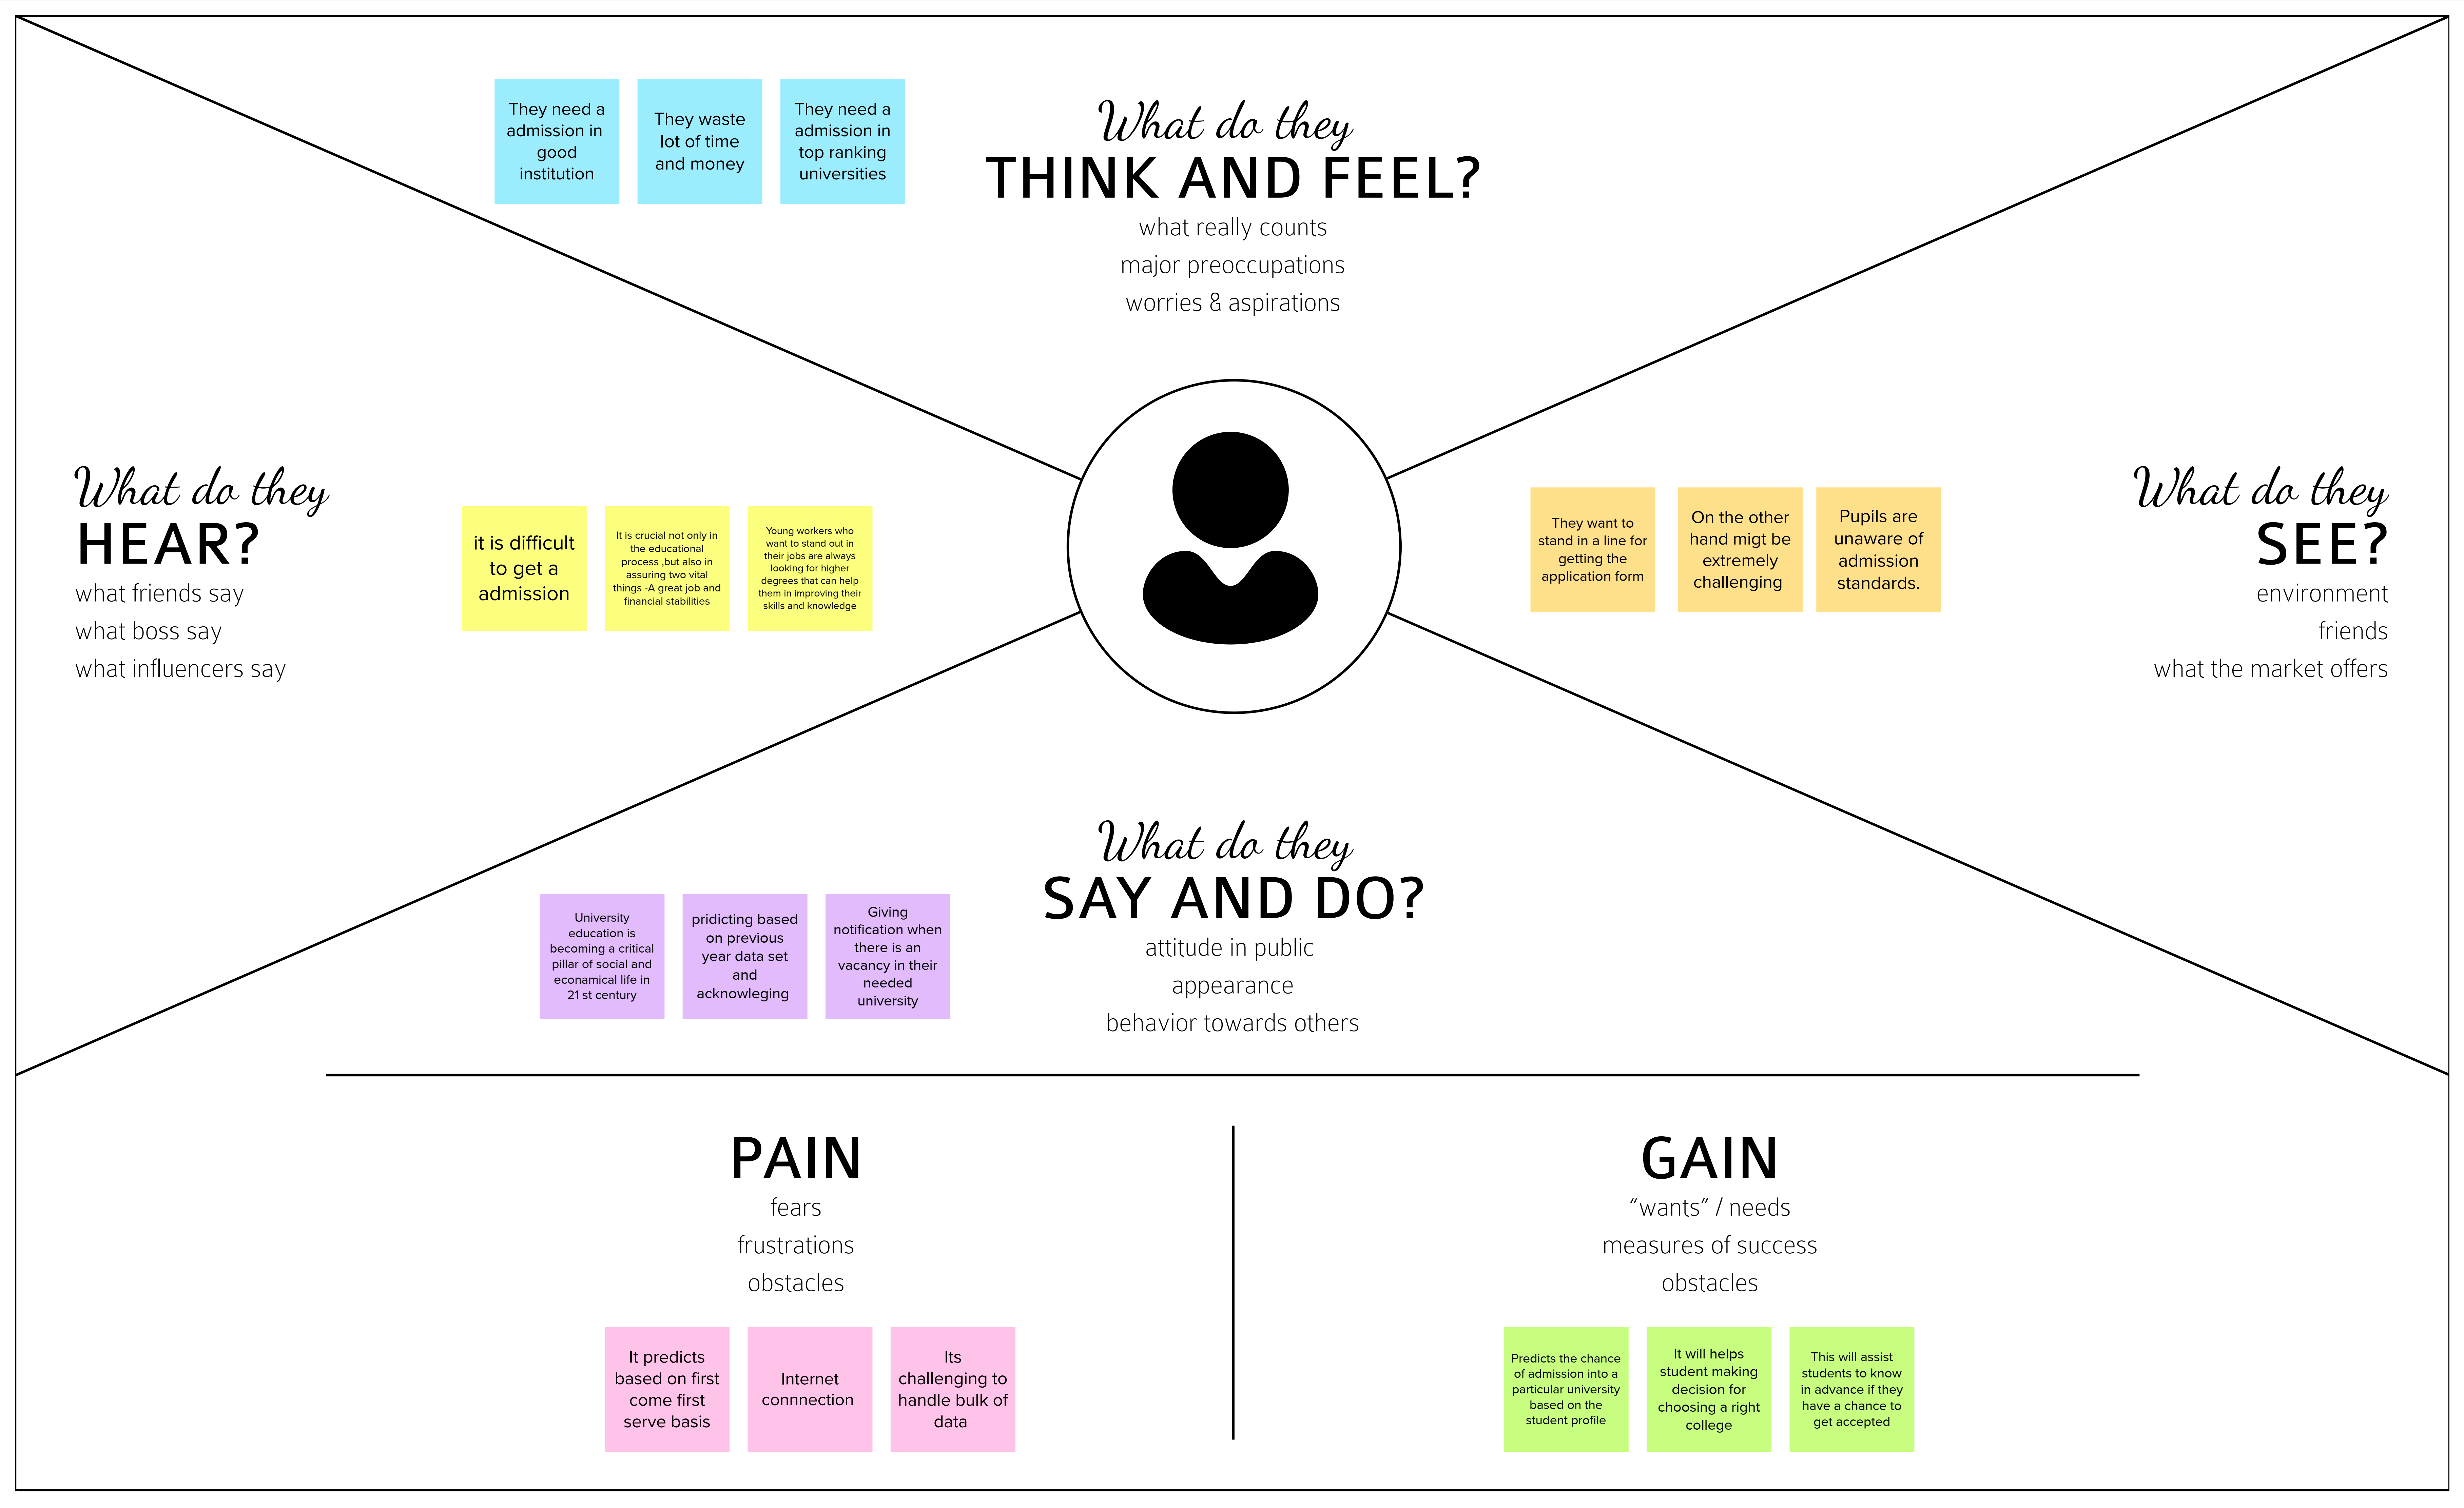 They need a
admission in
good
institution
They waste
lot of time
and money
They need a
admission in
top ranking
universities
What do they
THINK AND FEEL?
what really counts
major preoccupations
worries & aspirations
What do they
HEAR?
what friends say
what boss say
what influencers say
it is difficult
to get a
admission
It is crucial not only in
the educational
process ,but also in
assuring two vital
things -A great job and
financial stabilities
Young workers who
want to stand out in
their jobs are always
looking for higher
degrees that can help
them in improving their
skills and knowledge
They want to
stand in a line for
getting the
application form
On the other
hand migt be
extremely
challenging
Pupils are
unaware of
admission
standards.
What do they
SEE?
environment
friends
what the market offers
What do they
SAY AND DO?
attitude in public
appearance
behavior towards others
University
education is
becoming a critical
pillar of social and
econamical life in
21 st century
pridicting based
on previous
year data set
and
acknowleging
Giving
notification when
there is an
vacancy in their
needed
university
PAIN
fears
frustrations
obstacles
It predicts
based on first
come first
serve basis
Internet
connnection
Its
challenging to
handle bulk of
data
GAIN
“wants” / needs
measures of success
obstacles
Predicts the chance
of admission into a
particular university
based on the
student profile
It will helps
student making
decision for
choosing a right
college
This will assist
students to know
in advance if they
have a chance to
get accepted